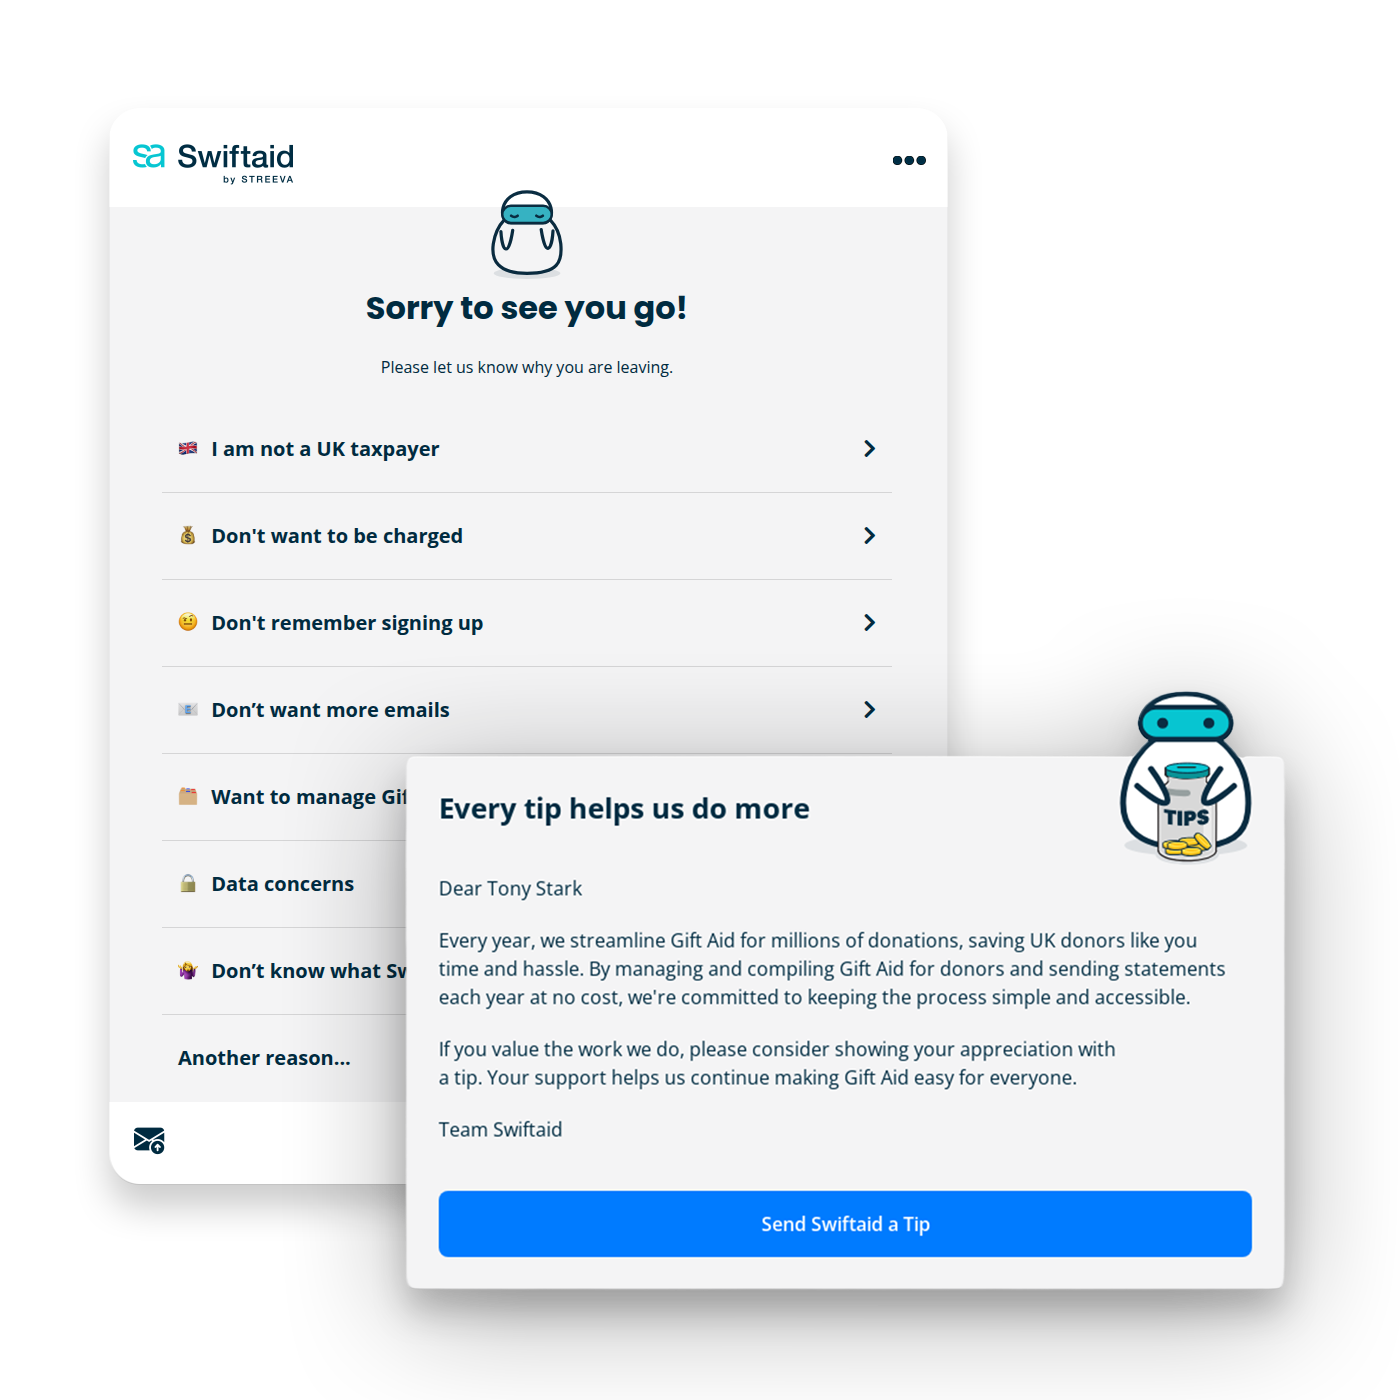 sa Swiftaid
by STREEVA
Sorry to see you go!
Please let us know why you are leaving.
I am not a UK taxpayer
Don't want to be charged
Don't remember signing up
Don’t want more emails
Want to manage
Data concerns
Don’t know what
Another reason...
Every tip helps us do more
TIPS
Dear Tony Stark
Every year, we streamline Gift Aid for millions of donations, saving UK donors like you
time and hassle. By managing and compiling Gift Aid for donors and sending statements
each year at no cost, we're committed to keeping the process simple and accessible.
If you value the work we do, please consider showing your appreciation with
a tip. Your support helps us continue making Gift Aid easy for everyone.
Team Swiftaid
Send Swiftaid a Tip